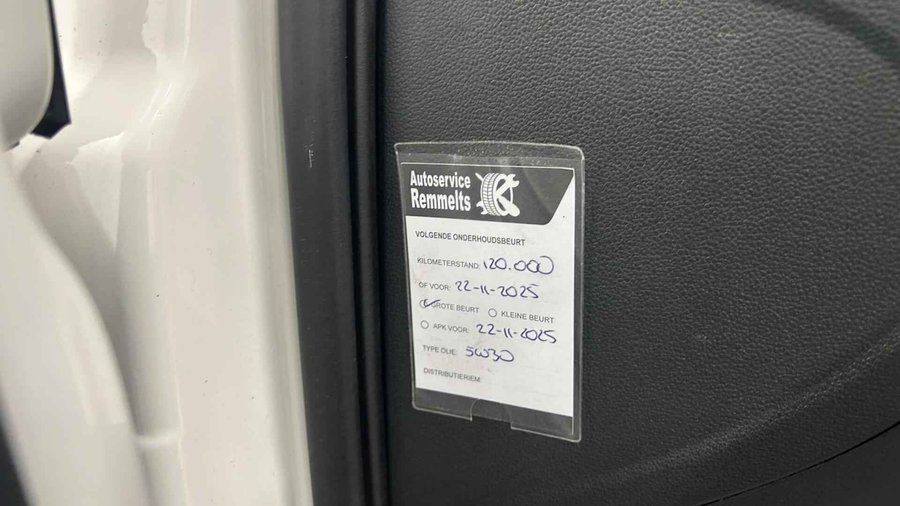 Autoservice
Remmelts
VOLGENDE ONDERHOUDSBEURT
KILOMETERSTAND: 120.000
OF VOOR: 22-11-2025
GROTE BEURT KLEINE BEURT
APK VOOR: 22-11-2025
TYPE OLIE: 5W30
DISTRIBUTIERIEM: